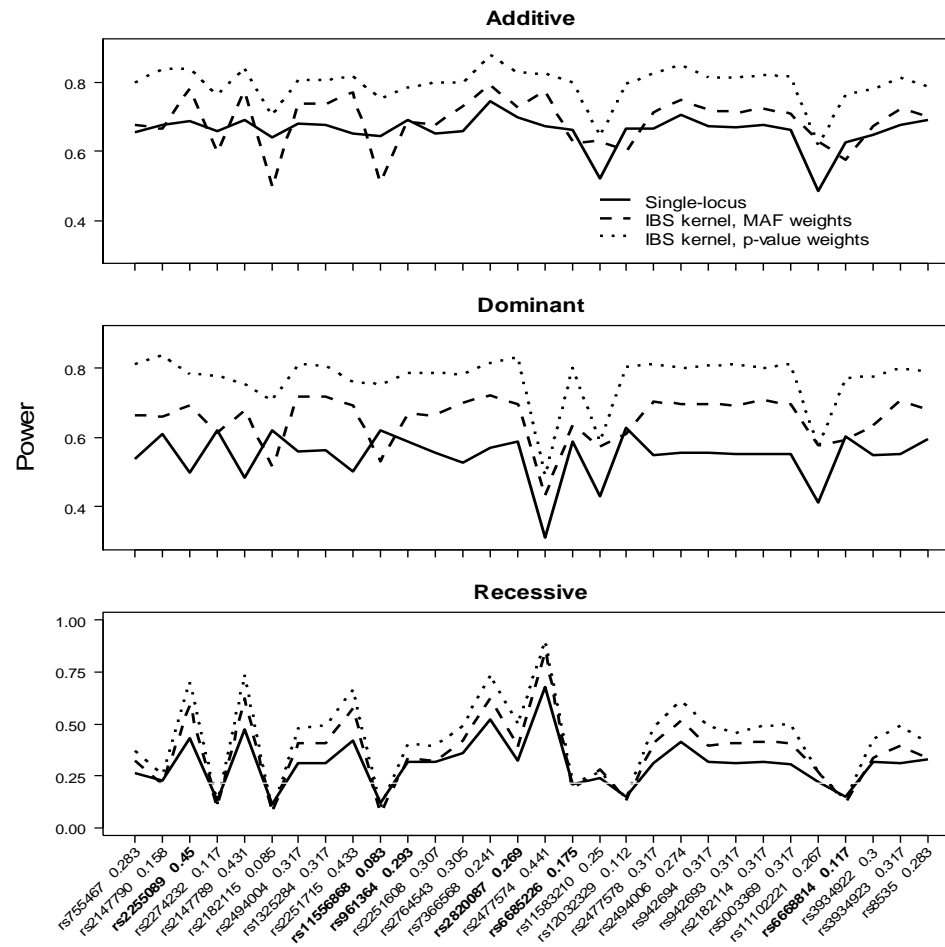 Additive
0.8
0.6
0.4
Single-locus
IBS kernel, MAF weights
IBS kernel, p-value weights
Dominant
0.8
0.6
0.4
Power
Recessive
1.00
0.75
0.50
0.25
0.00
rs755467 0.283
rs2147790 0.158
rs2255089 0.45
rs2274232 0.117
rs2147789 0.431
rs2182115 0.085
rs2494004 0.317
rs1325284 0.317
rs2251715 0.433
rs11556868 0.083
rs961364 0.293
rs2251608 0.307
rs27643543 0.305
rs7366568 0.241
rs2820087 0.269
rs2477574 0.441
rs6685226 0.175
rs11583210 0.25
rs12032329 0.112
rs2477578 0.317
rs2494006 0.274
rs942694 0.317
rs942693 0.317
rs2182114 0.317
rs5003369 0.317
rs11102221 0.267
rs6668814 0.117
rs3934922 0.3
rs3934923 0.317
rs8535 0.283